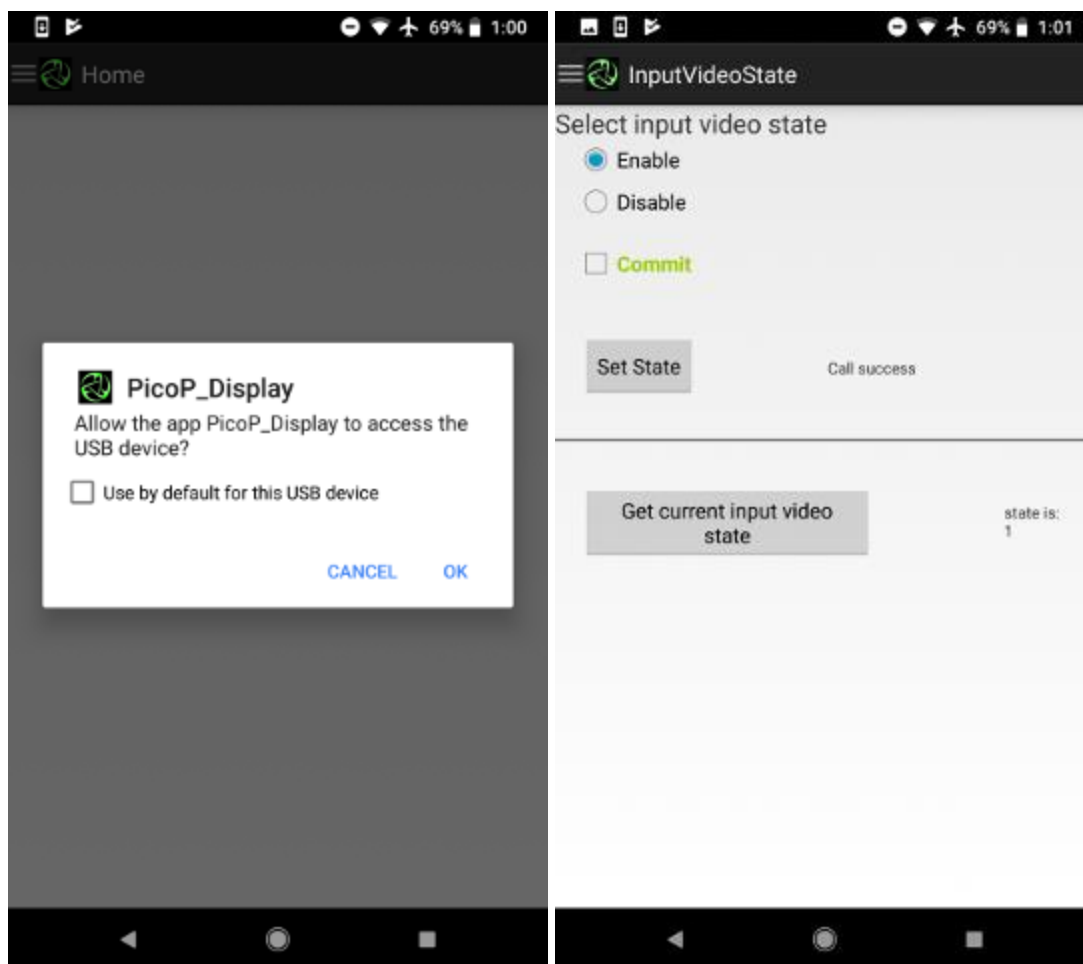 69% 1:00
Home
PicoP_Display
Allow the app PicoP_Display to access the
USB device?
Use by default for this USB device
CANCEL OK
69% 1:01
InputVideoState
Select input video state
Enable
Disable
Commit
Set State Call success
Get current input video
state
state is:
1